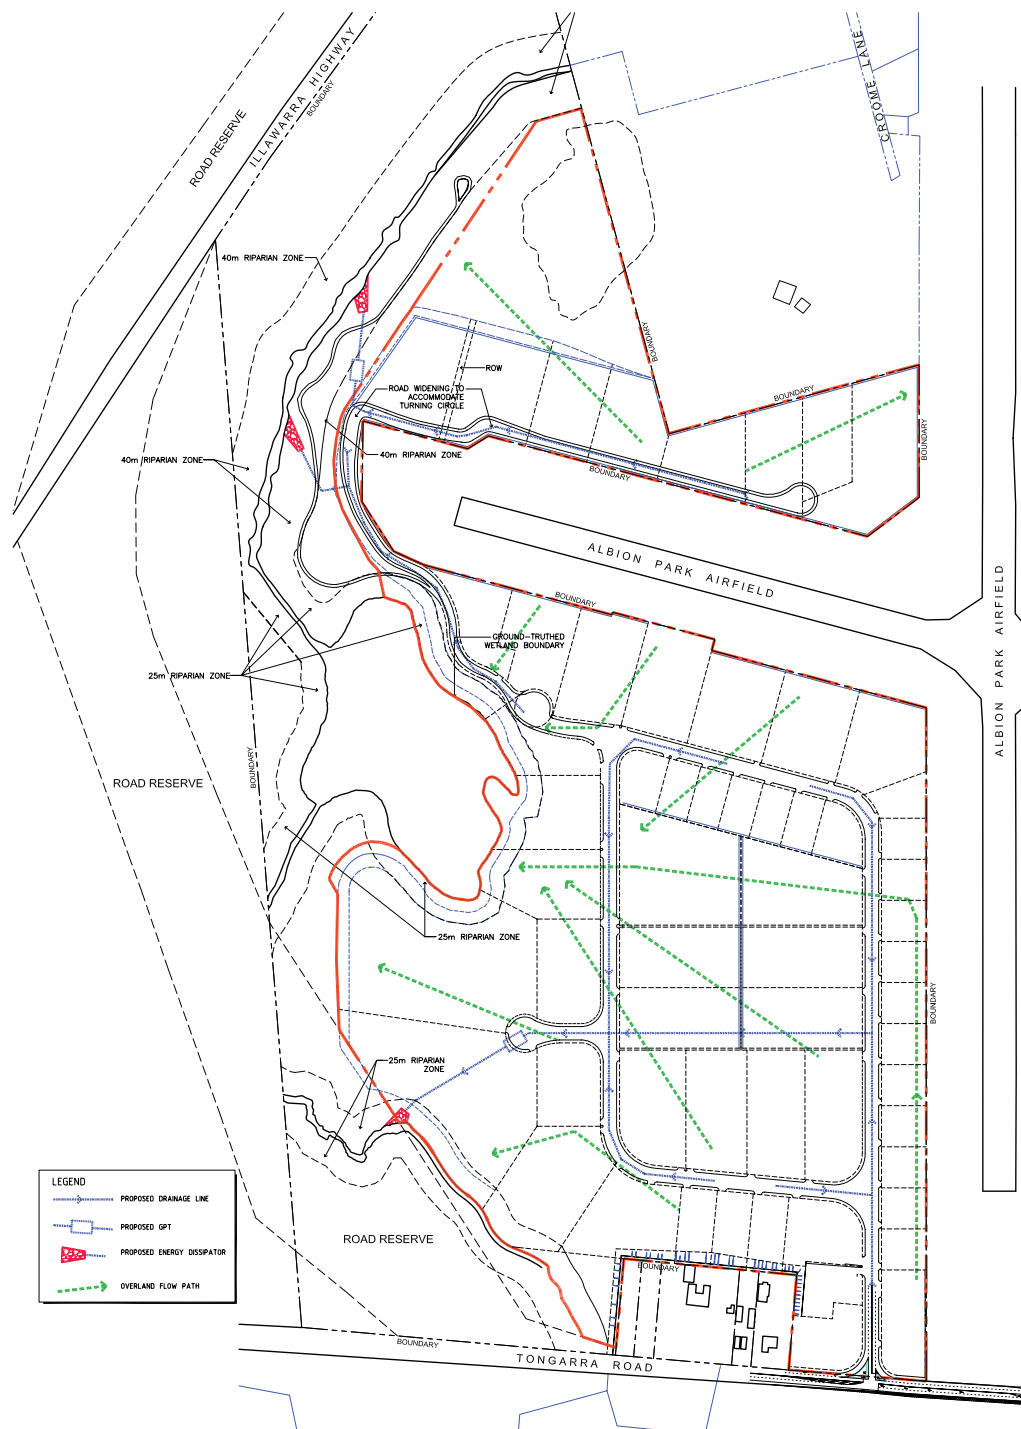 ROAD RESERVE
ILLAWARRA HIGHWAY
BOUNDARY
CROOME LANE
40m RIPARIAN ZONE
BOUNDARY
ROW
ROAD WIDENING TO
ACCOMMODATE
TURNING CIRCLE
BOUNDARY
BOUNDARY
40m RIPARIAN ZONE
40m RIPARIAN ZONE
BOUNDARY
ALBION PARK AIRFIELD
ALBION PARK AIRFIELD
BOUNDARY
GROUND-TRUTHED
WETLAND BOUNDARY
25m RIPARIAN ZONE
ROAD RESERVE
BOUNDARY
25m RIPARIAN ZONE
BOUNDARY
25m RIPARIAN
ZONE
LEGEND
PROPOSED DRAINAGE LINE
PROPOSED GPT
PROPOSED ENERGY DISSIPATOR
OVERLAND FLOW PATH
ROAD RESERVE
BOUNDARY
BOUNDARY
TONGARRA ROAD